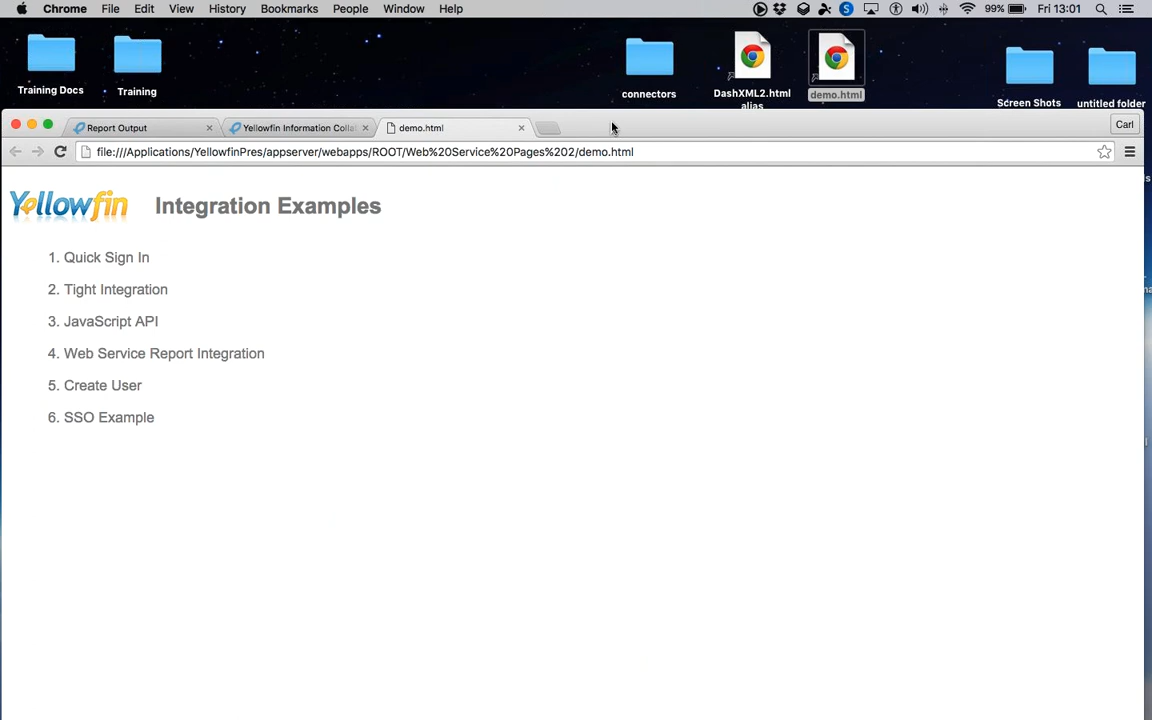 Chrome File Edit View History Bookmarks People Window Help 99% Fri 13:01
Training Docs
Training
connectors
DashXML2.html
alias
demo.html
Screen Shots
untitled folder
Report Output
Yellowfin Information Colla
demo.html
Carl
file:///Applications/YellowfinPres/appserver/webapps/ROOT/Web%20Service%20Pages%202/demo.html
Yellowfin Integration Examples
1. Quick Sign In
2. Tight Integration
3. JavaScript API
4. Web Service Report Integration
5. Create User
6. SSO Example